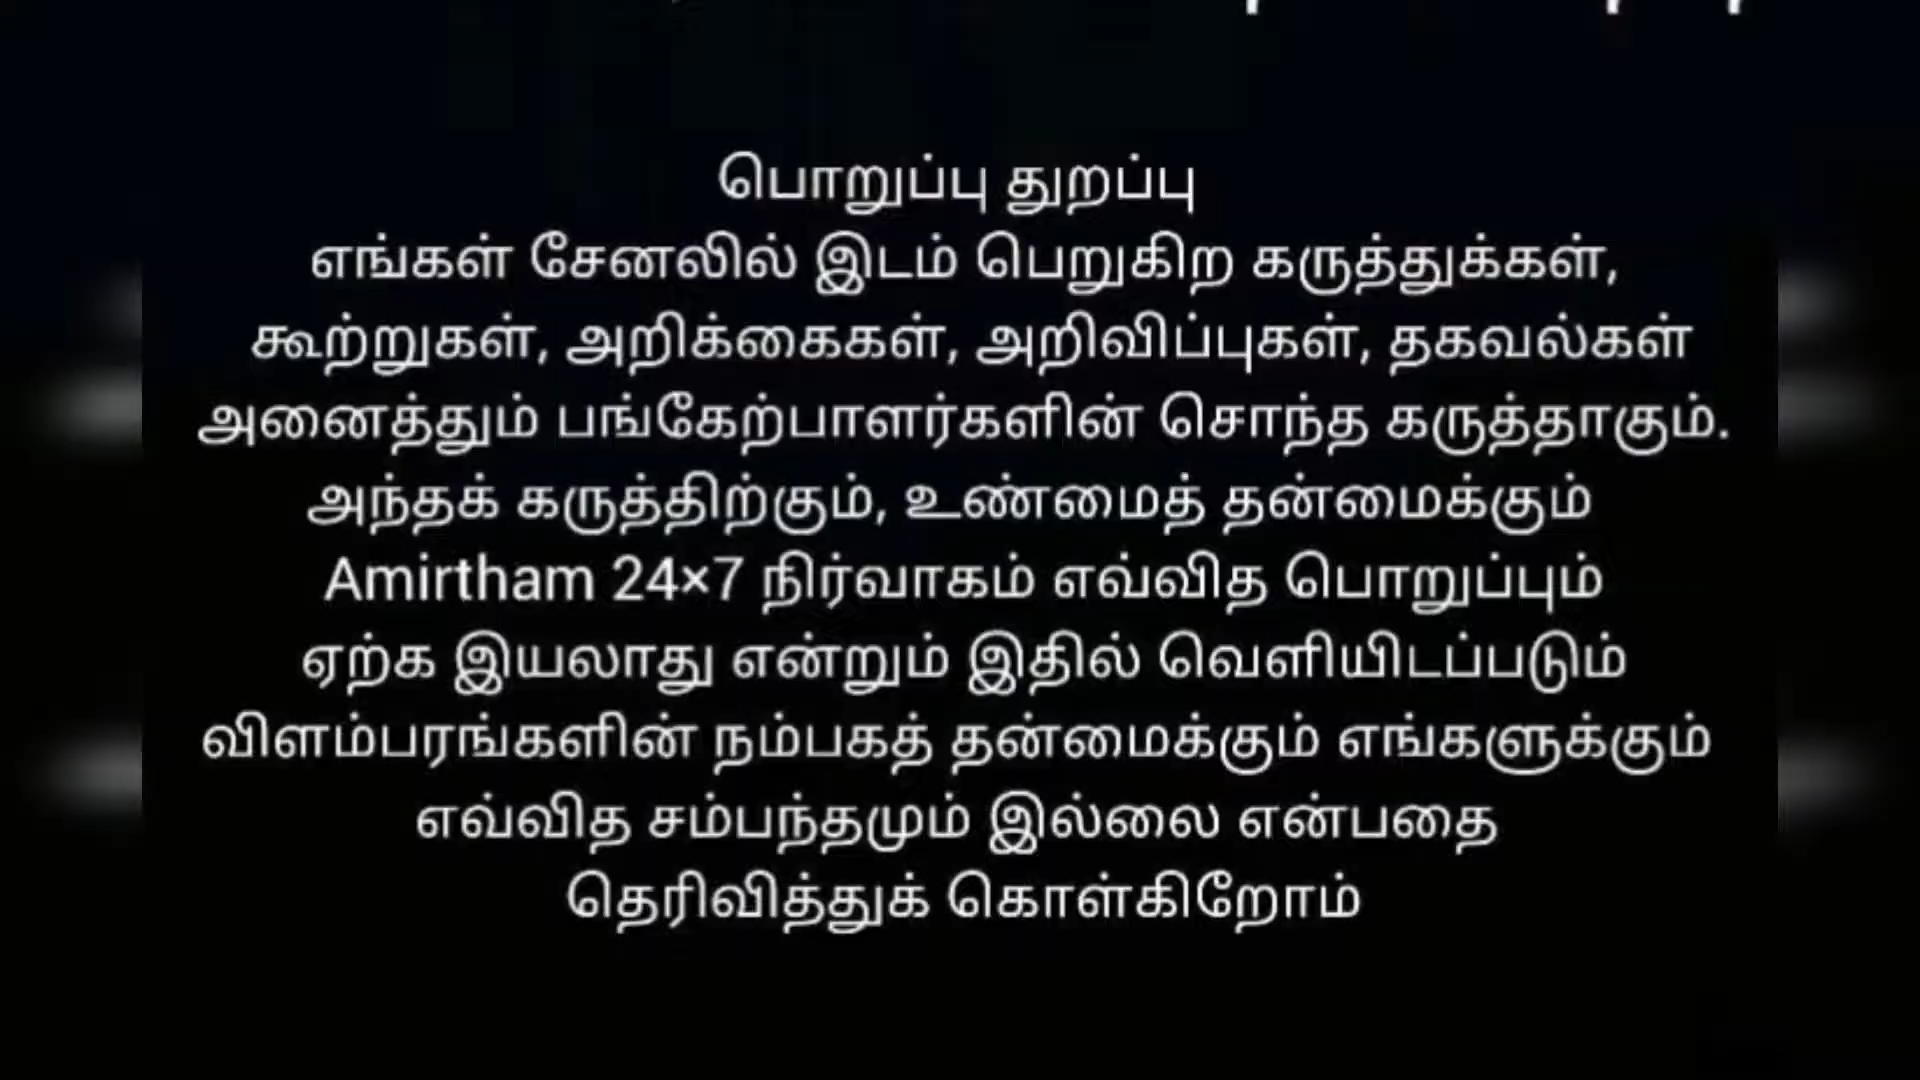 பொறுப்பு துறப்பு
எங்கள் சேனலில் இடம் பெறுகிற கருத்துக்கள்,
கூற்றுகள், அறிக்கைகள், அறிவிப்புகள், தகவல்கள்
அனைத்தும் பங்கேற்பாளர்களின் சொந்த கருத்தாகும்.
அந்தக் கருத்திற்கும், உண்மைத் தன்மைக்கும்
Amirtham 24×7 நிர்வாகம் எவ்வித பொறுப்பும்
ஏற்க இயலாது என்றும் இதில் வெளியிடப்படும்
விளம்பரங்களின் நம்பகத் தன்மைக்கும் எங்களுக்கும்
எவ்வித சம்பந்தமும் இல்லை என்பதை
தெரிவித்துக் கொள்கிறோம்